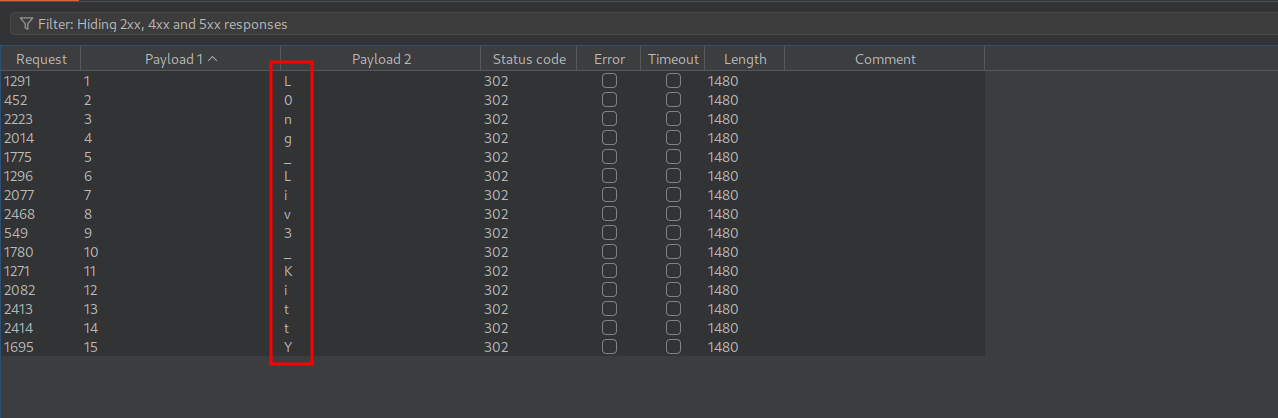 Filter: Hiding 2xx, 4xx and 5xx responses
Request Payload 1 Payload 2 Status code Error Timeout Length Comment
1291 1 L 302 1480
452 2 0 302 1480
2223 3 n 302 1480
2014 4 g 302 1480
1775 5 _ 302 1480
1296 6 L 302 1480
2077 7 i 302 1480
2468 8 v 302 1480
549 9 3 302 1480
1780 10 _ 302 1480
1271 11 K 302 1480
2082 12 i 302 1480
2413 13 t 302 1480
2414 14 t 302 1480
1695 15 Y 302 1480